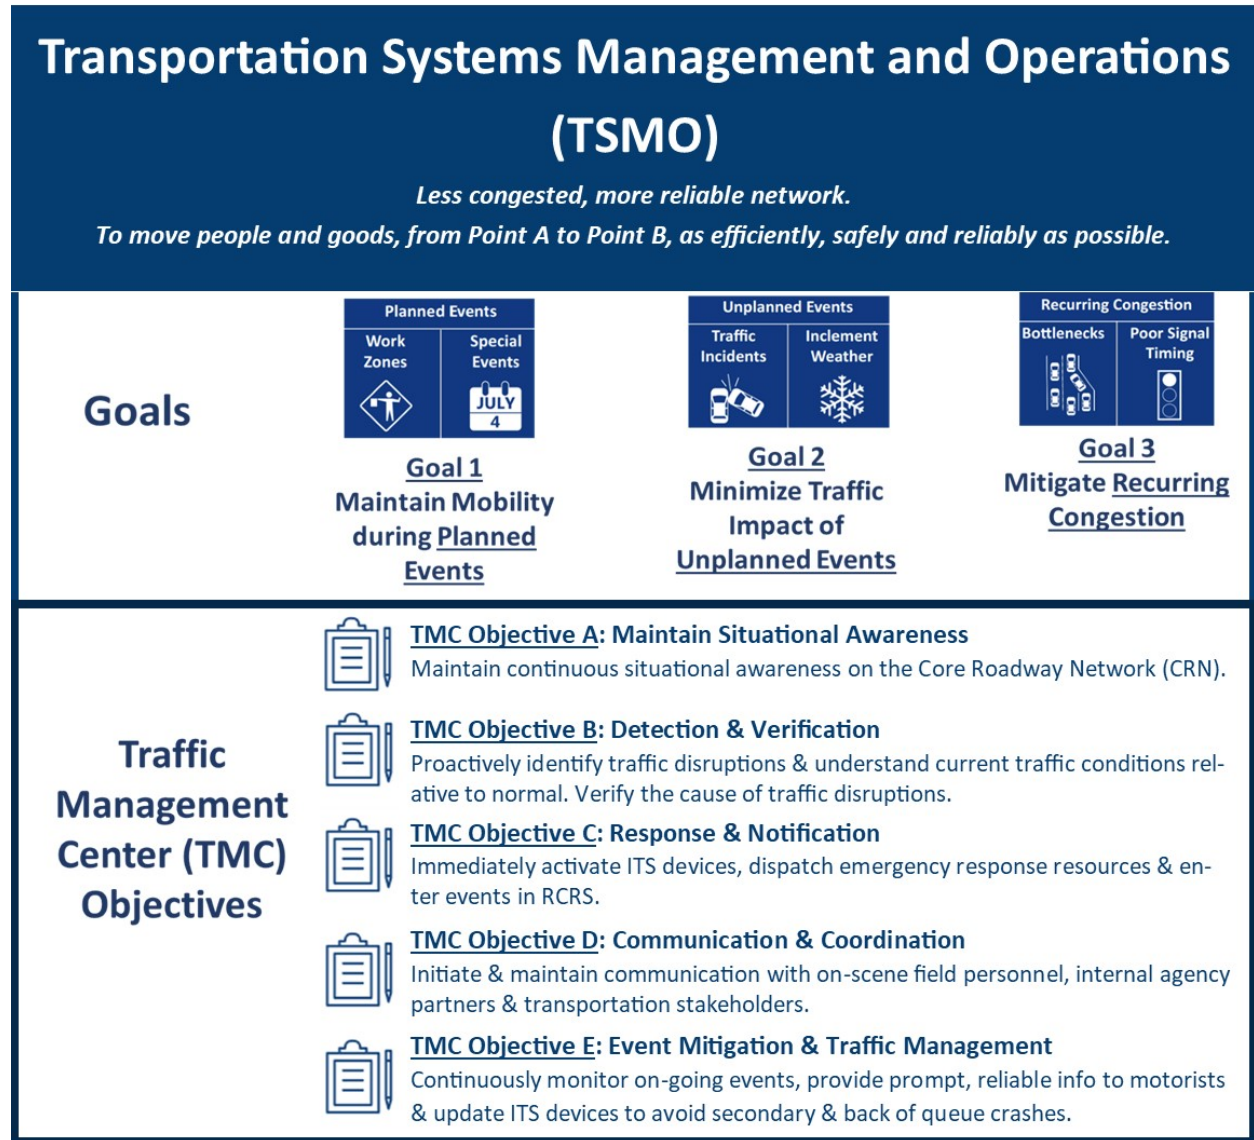 Transportation Systems Management and Operations
(TSMO)
Less congested, more reliable network.
To move people and goods, from Point A to Point B, as efficiently, safely and reliably as possible.
Goals
Planned Events
Work
Zones
Special
Events
JULY
4
Goal 1
Maintain Mobility
during Planned
Events
Unplanned Events
Traffic
Incidents
Inclement
Weather
Goal 2
Minimize Traffic
Impact of
Unplanned Events
Recurring Congestion
Bottlenecks
Poor Signal
Timing
Goal 3
Mitigate Recurring
Congestion
Traffic
Management
Center (TMC)
Objectives
TMC Objective A: Maintain Situational Awareness
Maintain continuous situational awareness on the Core Roadway Network (CRN).
TMC Objective B: Detection & Verification
Proactively identify traffic disruptions & understand current traffic conditions rel-
ative to normal. Verify the cause of traffic disruptions.
TMC Objective C: Response & Notification
Immediately activate ITS devices, dispatch emergency response resources & en-
ter events in RCRS.
TMC Objective D: Communication & Coordination
Initiate & maintain communication with on-scene field personnel, internal agency
partners & transportation stakeholders.
TMC Objective E: Event Mitigation & Traffic Management
Continuously monitor on-going events, provide prompt, reliable info to motorists
& update ITS devices to avoid secondary & back of queue crashes.